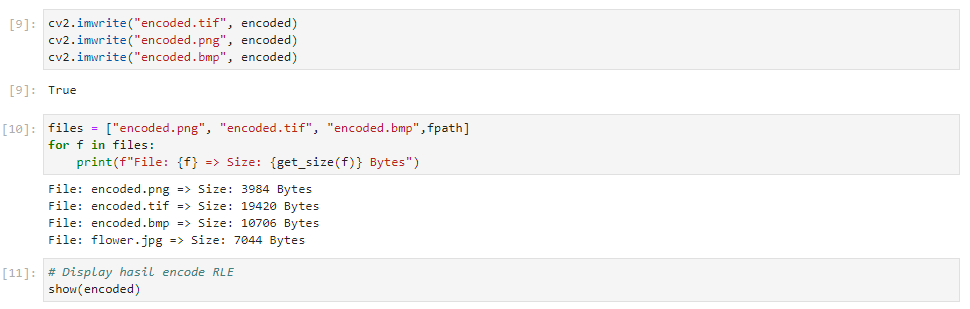 [9]: cv2.imwrite("encoded.tif", encoded)
cv2.imwrite("encoded.png", encoded)
cv2.imwrite("encoded.bmp", encoded)
[9]: True
[10]: files = ["encoded.png", "encoded.tif", "encoded.bmp",fpath]
for f in files:
    print(f"File: {f} => Size: {get_size(f)} Bytes")
File: encoded.png => Size: 3984 Bytes
File: encoded.tif => Size: 19420 Bytes
File: encoded.bmp => Size: 10706 Bytes
File: flower.jpg => Size: 7044 Bytes
[11]: # Display hasil encode RLE
show(encoded)